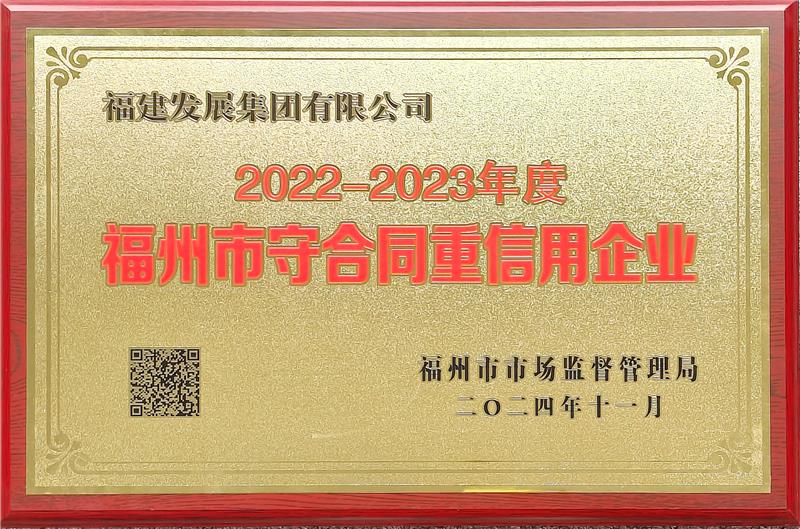 福建发展集团有限公司
2022-2023年度
福州市守合同重信用企业
福州市市场监督管理局
二〇二四年十一月